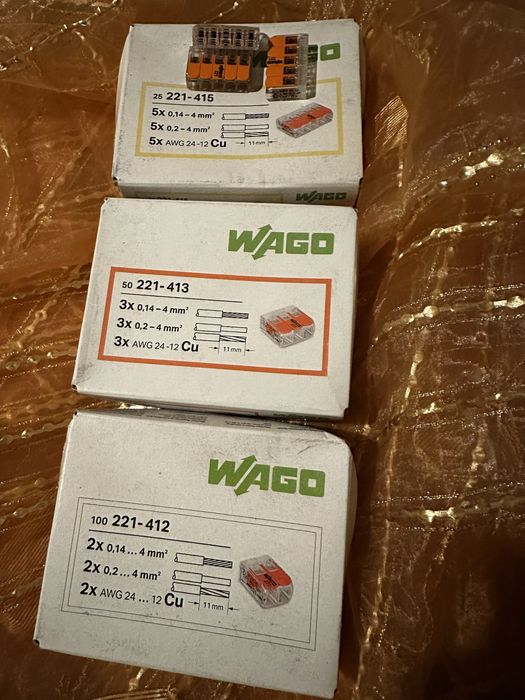 25 221-415
5x 0,14 – 4 mm²
5x 0,2 – 4 mm²
5x AWG 24 -12 Cu
11 mm
WAGO
WAGO
50 221-413
3x 0,14 – 4 mm²
3x 0,2 – 4 mm²
3x AWG 24 -12 Cu
11 mm
WAGO
100 221-412
2x 0,14 ... 4 mm²
2x 0,2 ... 4 mm²
2x AWG 24 ... 12 Cu
11 mm